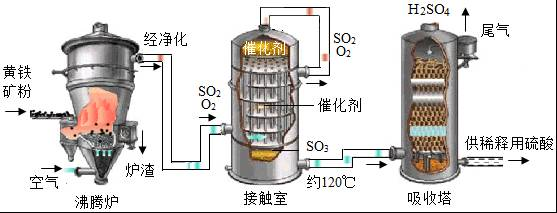 经净化
黄铁
矿粉
空气
炉渣
沸腾炉
SO₂
O₂
催化剂
SO₂
O₂
催化剂
SO₃
约120℃
接触室
H₂SO₄
尾气
供稀释用硫酸
吸收塔